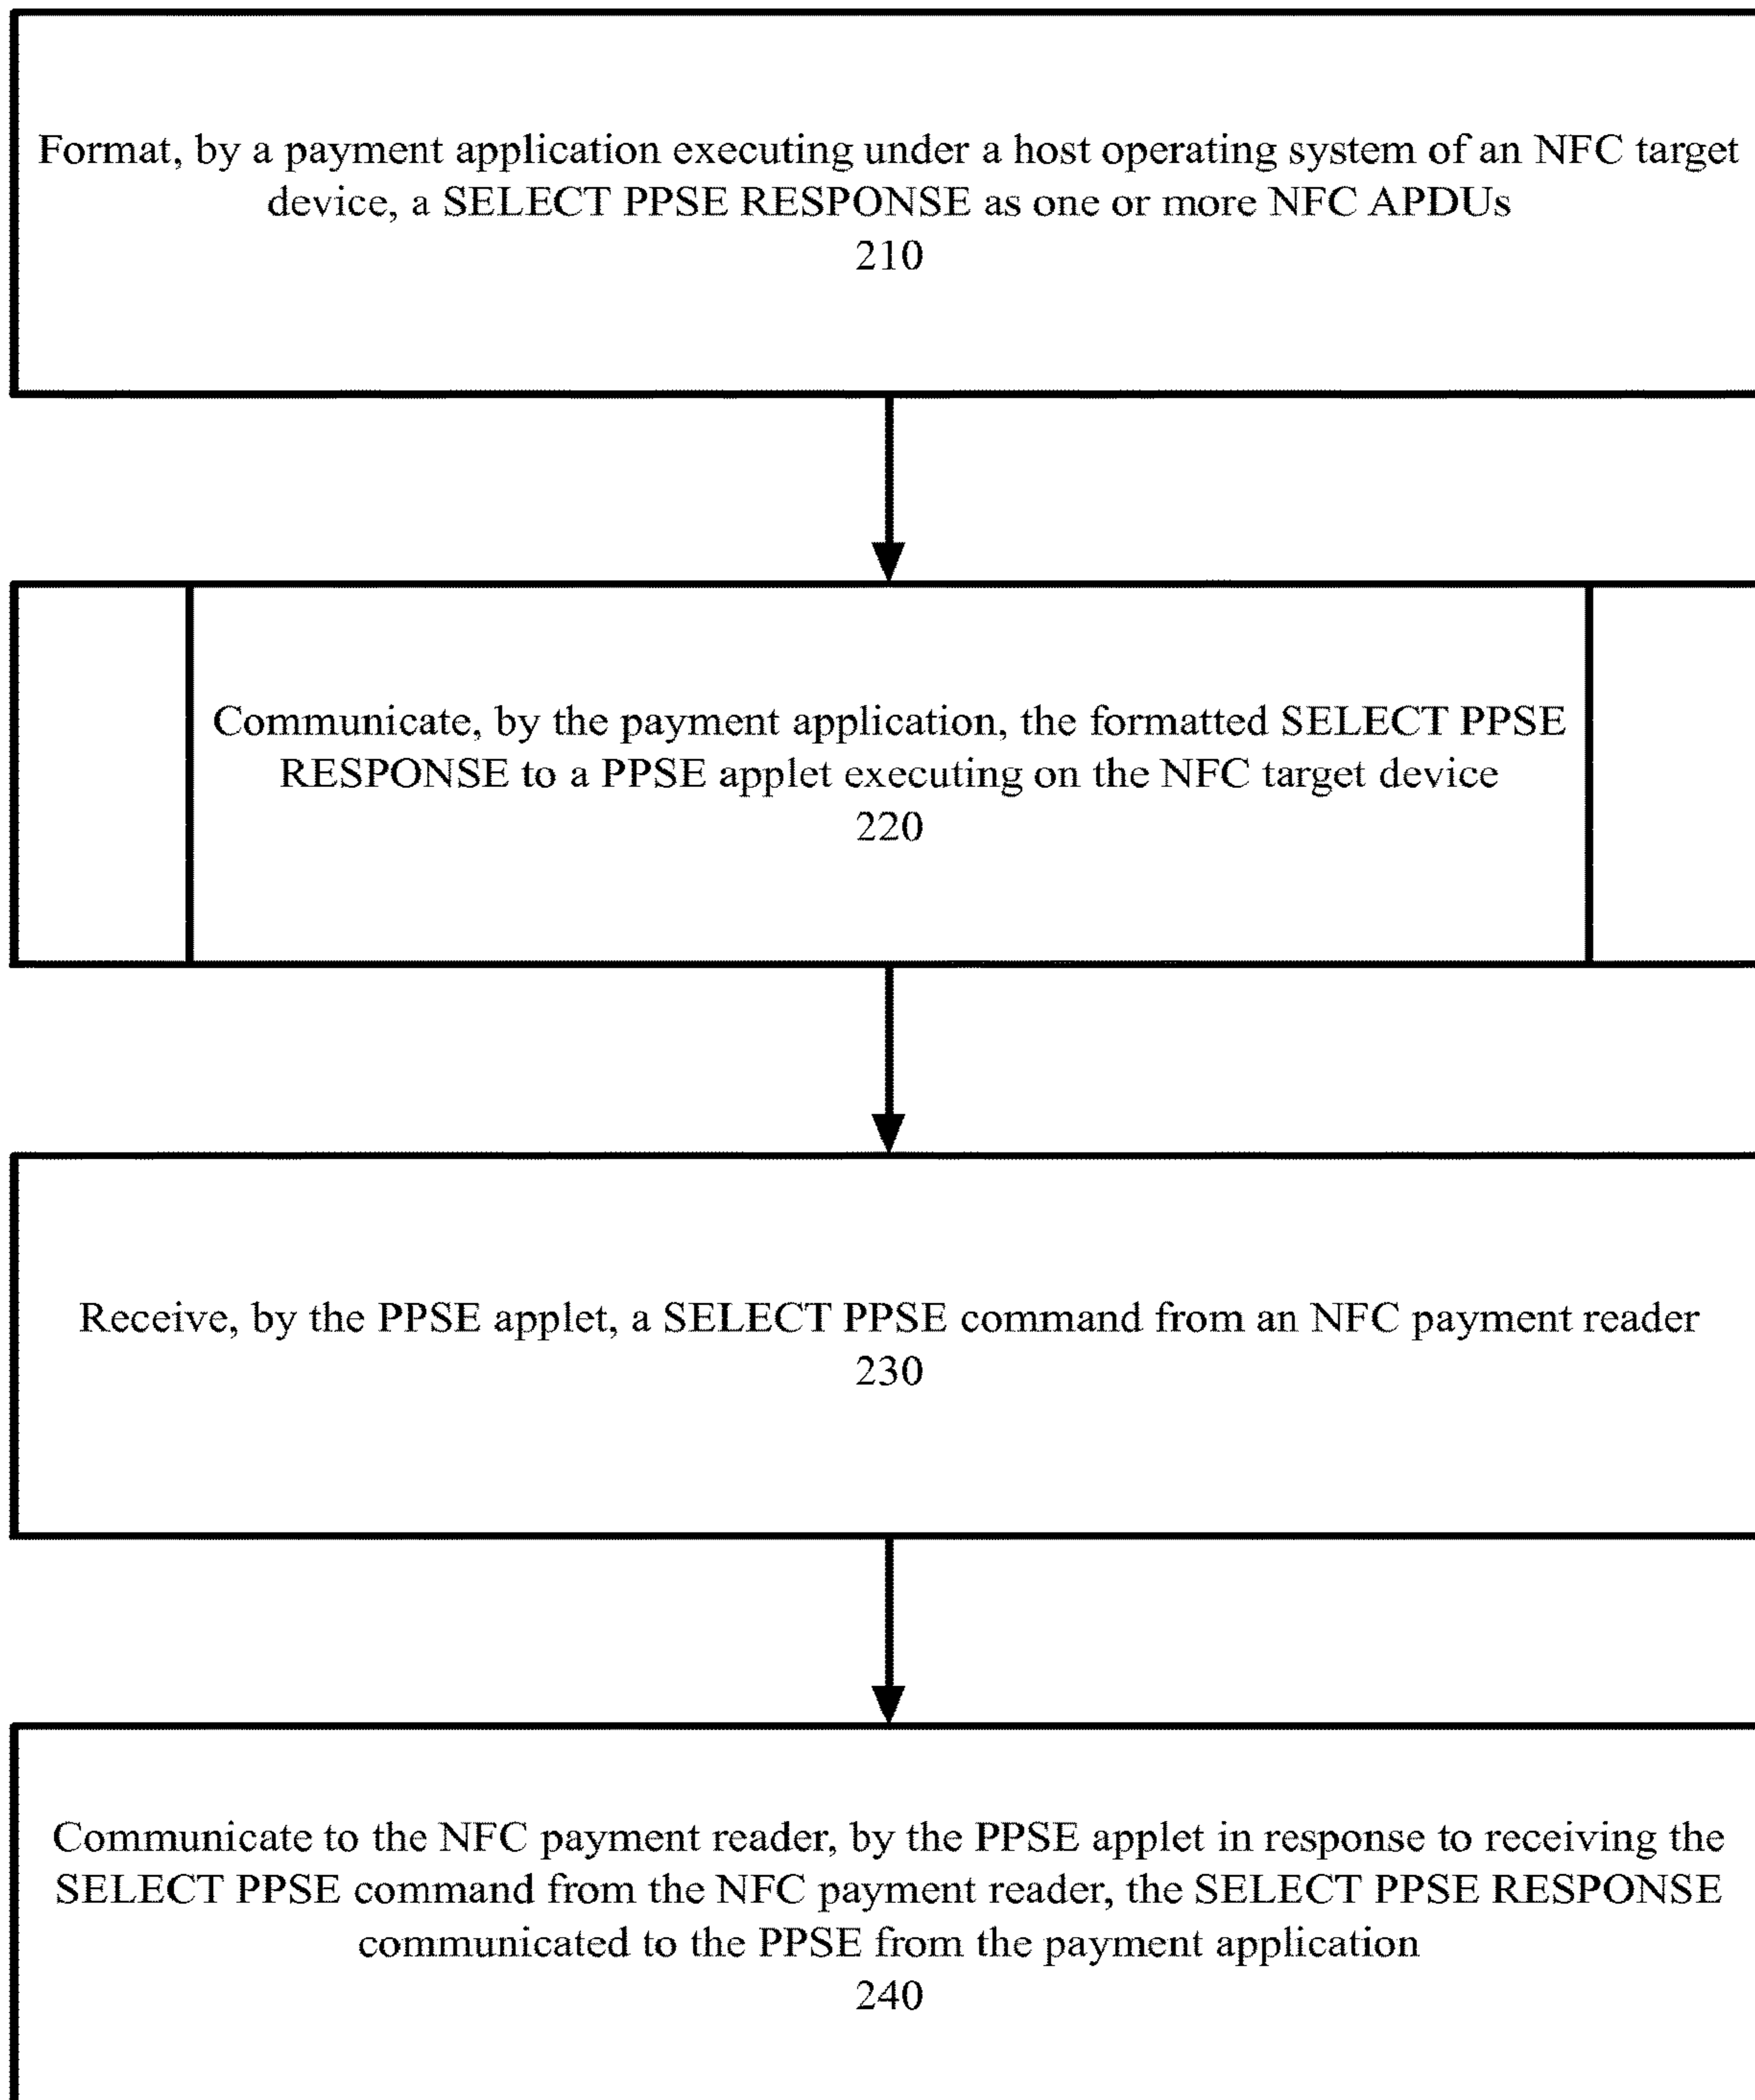 Format, by a payment application executing under a host operating system of an NFC target
device, a SELECT PPSE RESPONSE as one or more NFC APDUs
210
Communicate, by the payment application, the formatted SELECT PPSE
RESPONSE to a PPSE applet executing on the NFC target device
220
Receive, by the PPSE applet, a SELECT PPSE command from an NFC payment reader
230
Communicate to the NFC payment reader, by the PPSE applet in response to receiving the
SELECT PPSE command from the NFC payment reader, the SELECT PPSE RESPONSE
communicated to the PPSE from the payment application
240